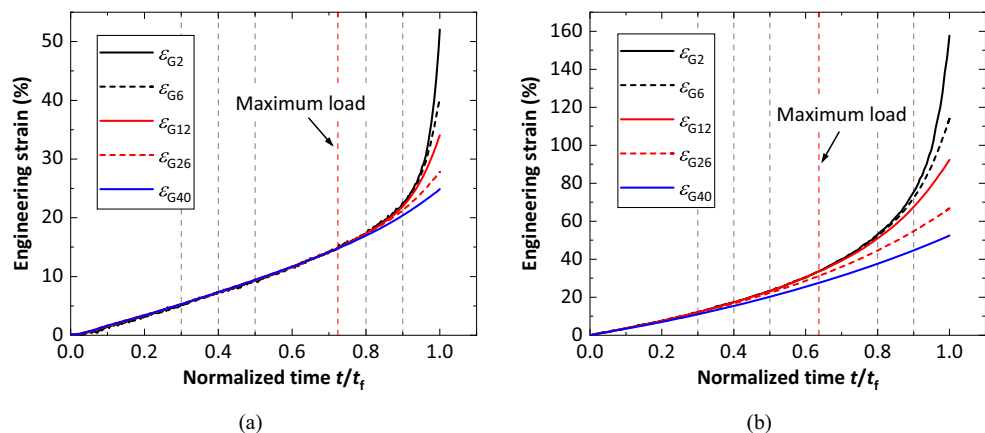 50
40
30
20
10
0
Engineering strain (%)
εG2
εG6
εG12
εG26
εG40
Maximum load
0.0 0.2 0.4 0.6 0.8 1.0
Normalized time t/tf
(a)
160
140
120
100
80
60
40
20
0
Engineering strain (%)
εG2
εG6
εG12
εG26
εG40
Maximum load
0.0 0.2 0.4 0.6 0.8 1.0
Normalized time t/tf
(b)